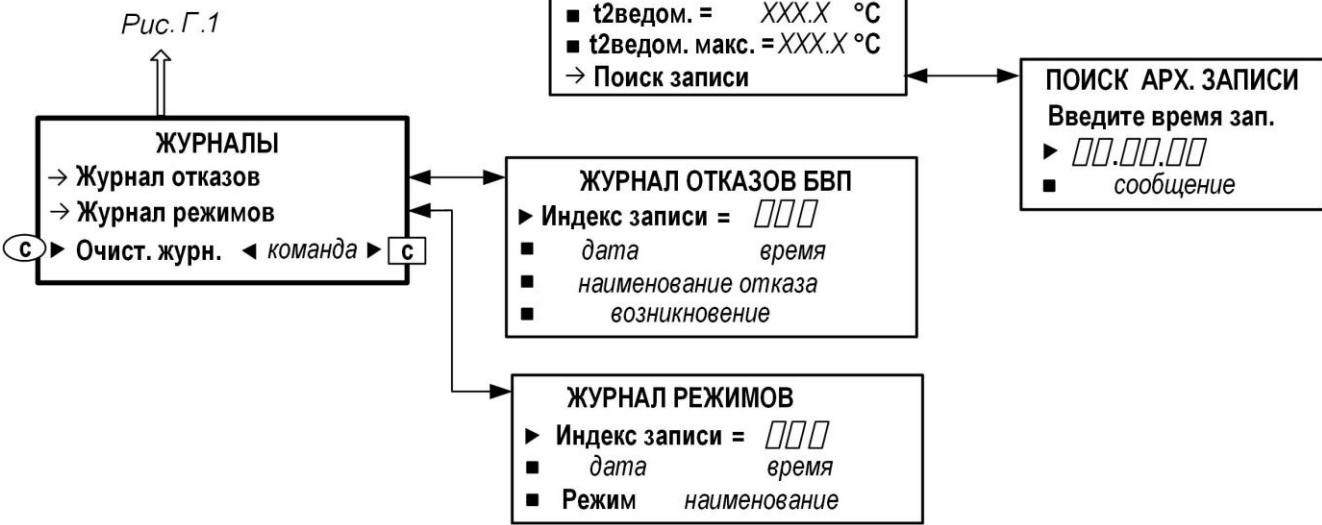 Рис. Г.1
■ t2ведом. = XXX.X °C
■ t2ведом. макс. = XXX.X °C
→ Поиск записи
ПОИСК АРХ. ЗАПИСИ
Введите время зап.
▶ ▯▯.▯▯.▯▯
■ сообщение
ЖУРНАЛЫ
→ Журнал отказов
→ Журнал режимов
С ▶ Очист. журн. ◀ команда ▶ С
ЖУРНАЛ ОТКАЗОВ БВП
▶ Индекс записи = ▯▯▯
■ дата время
■ наименование отказа
■ возникновение
ЖУРНАЛ РЕЖИМОВ
▶ Индекс записи = ▯▯▯
■ дата время
■ Режим наименование